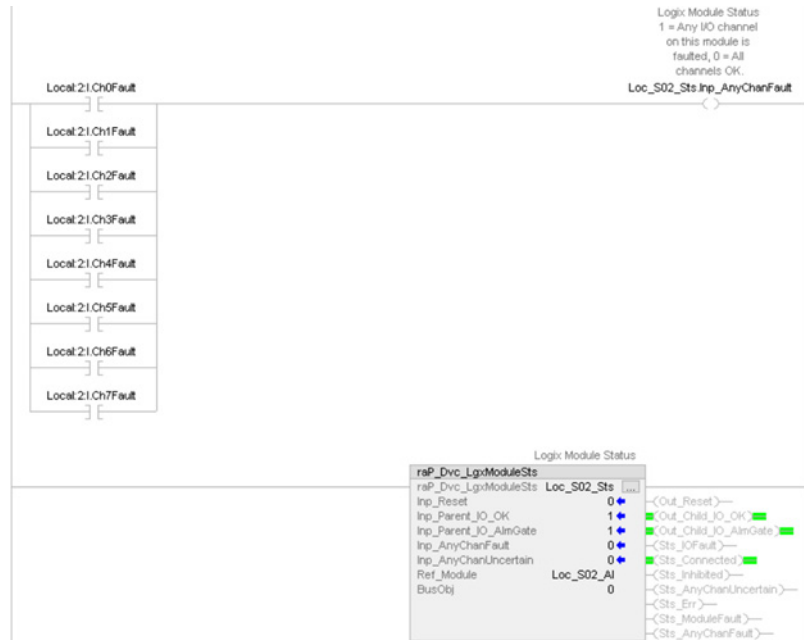 Logix Module Status
1 = Any I/O channel
on this module is
faulted, 0 = All
channels OK.
Local:2:I.Ch0Fault
Loc_S02_Sts.Inp_AnyChanFault
Local:2:I.Ch1Fault
Local:2:I.Ch2Fault
Local:2:I.Ch3Fault
Local:2:I.Ch4Fault
Local:2:I.Ch5Fault
Local:2:I.Ch6Fault
Local:2:I.Ch7Fault
Logix Module Status
raP_Dvc_LgxModuleSts
raP_Dvc_LgxModuleSts Loc_S02_Sts ...
Inp_Reset 0 Out_Reset
Inp_Parent_IO_OK 1 Out_Child_IO_OK
Inp_Parent_IO_AlmGate 1 Out_Child_IO_AlmGate
Inp_AnyChanFault 0 Sts_IOFault
Inp_AnyChanUncertain 0 Sts_Connected
Ref_Module Loc_S02_AI Sts_Inhibited
BusObj 0 Sts_AnyChanUncertain
Sts_Err
Sts_ModuleFault
Sts_AnyChanFault